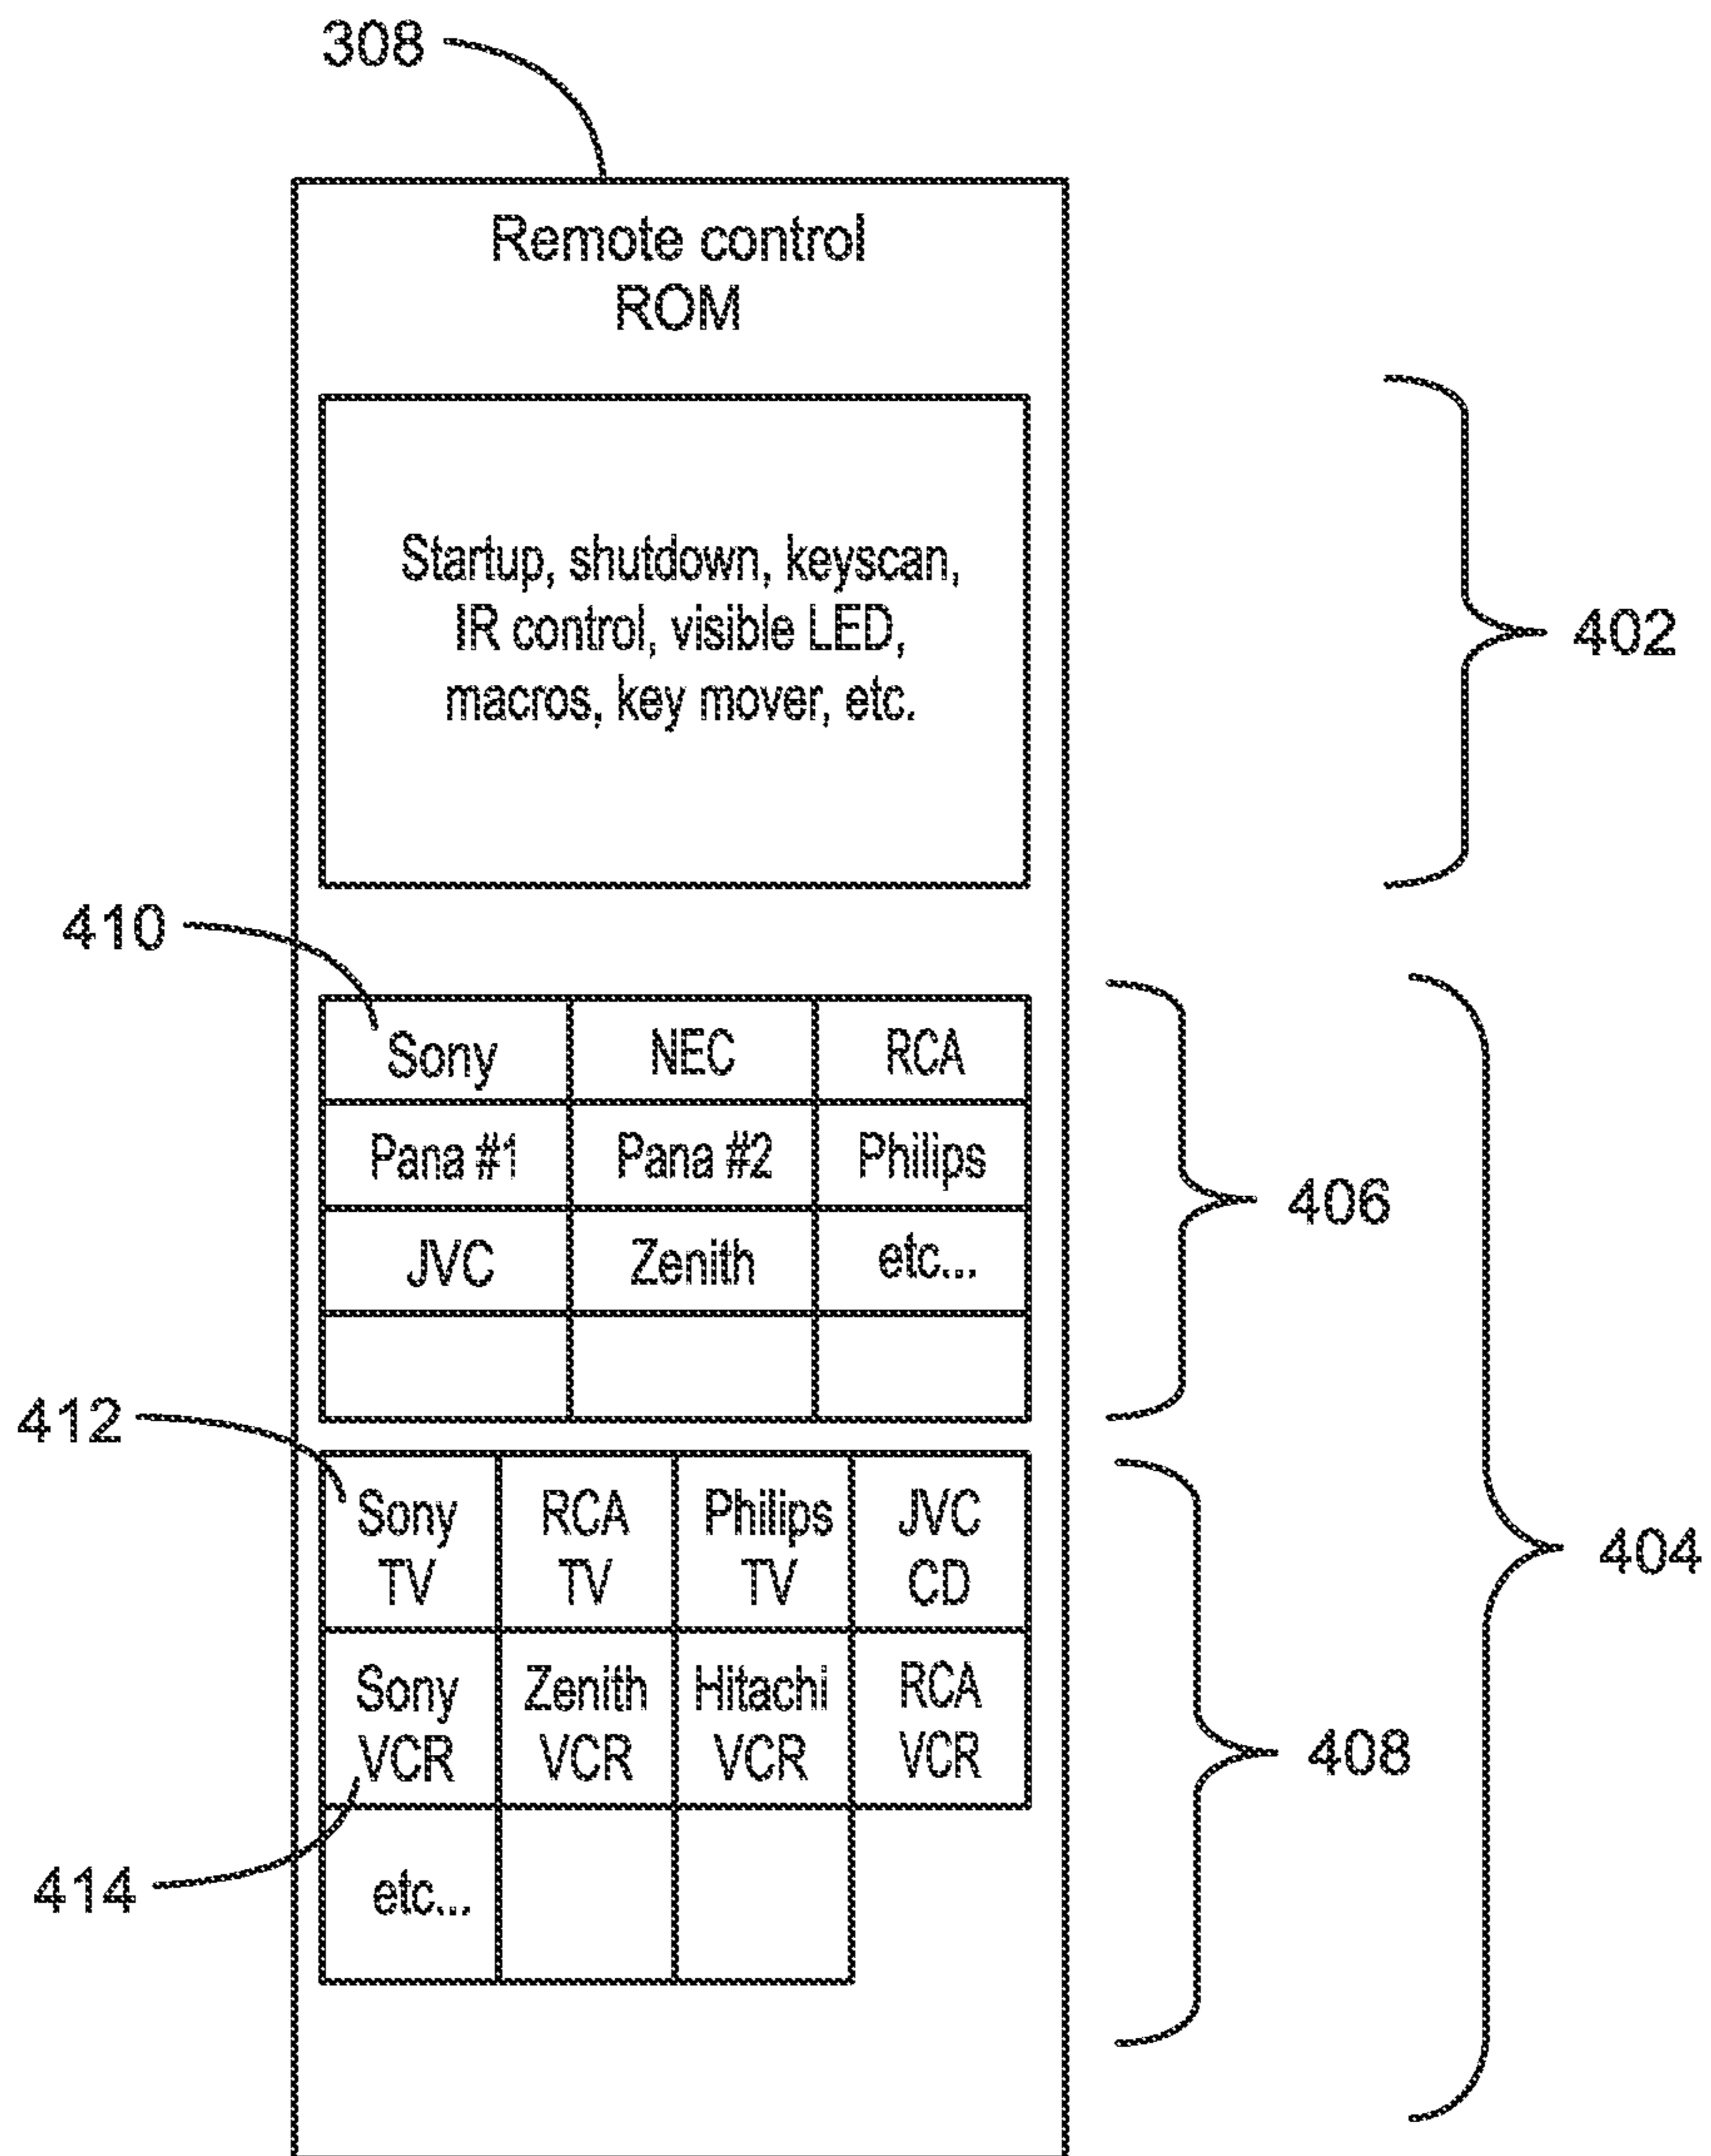 308
Remote control
ROM
Startup, shutdown, keyscan,
IR control, visible LED,
macros, key mover, etc.
402
410
Sony NEC RCA
Pana #1 Pana #2 Philips
406
JVC Zenith etc...
412
Sony RCA Philips JVC
TV TV TV CD
404
Sony Zenith Hitachi RCA
VCR VCR VCR VCR
408
414
etc...